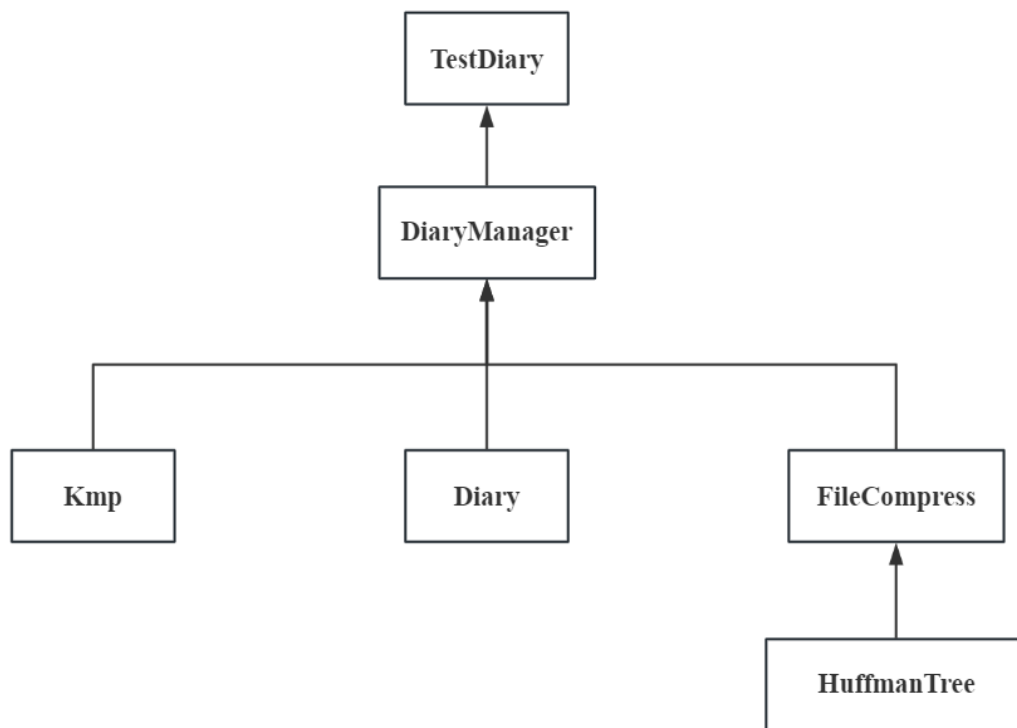 TestDiary
DiaryManager
Kmp
Diary
FileCompress
HuffmanTree